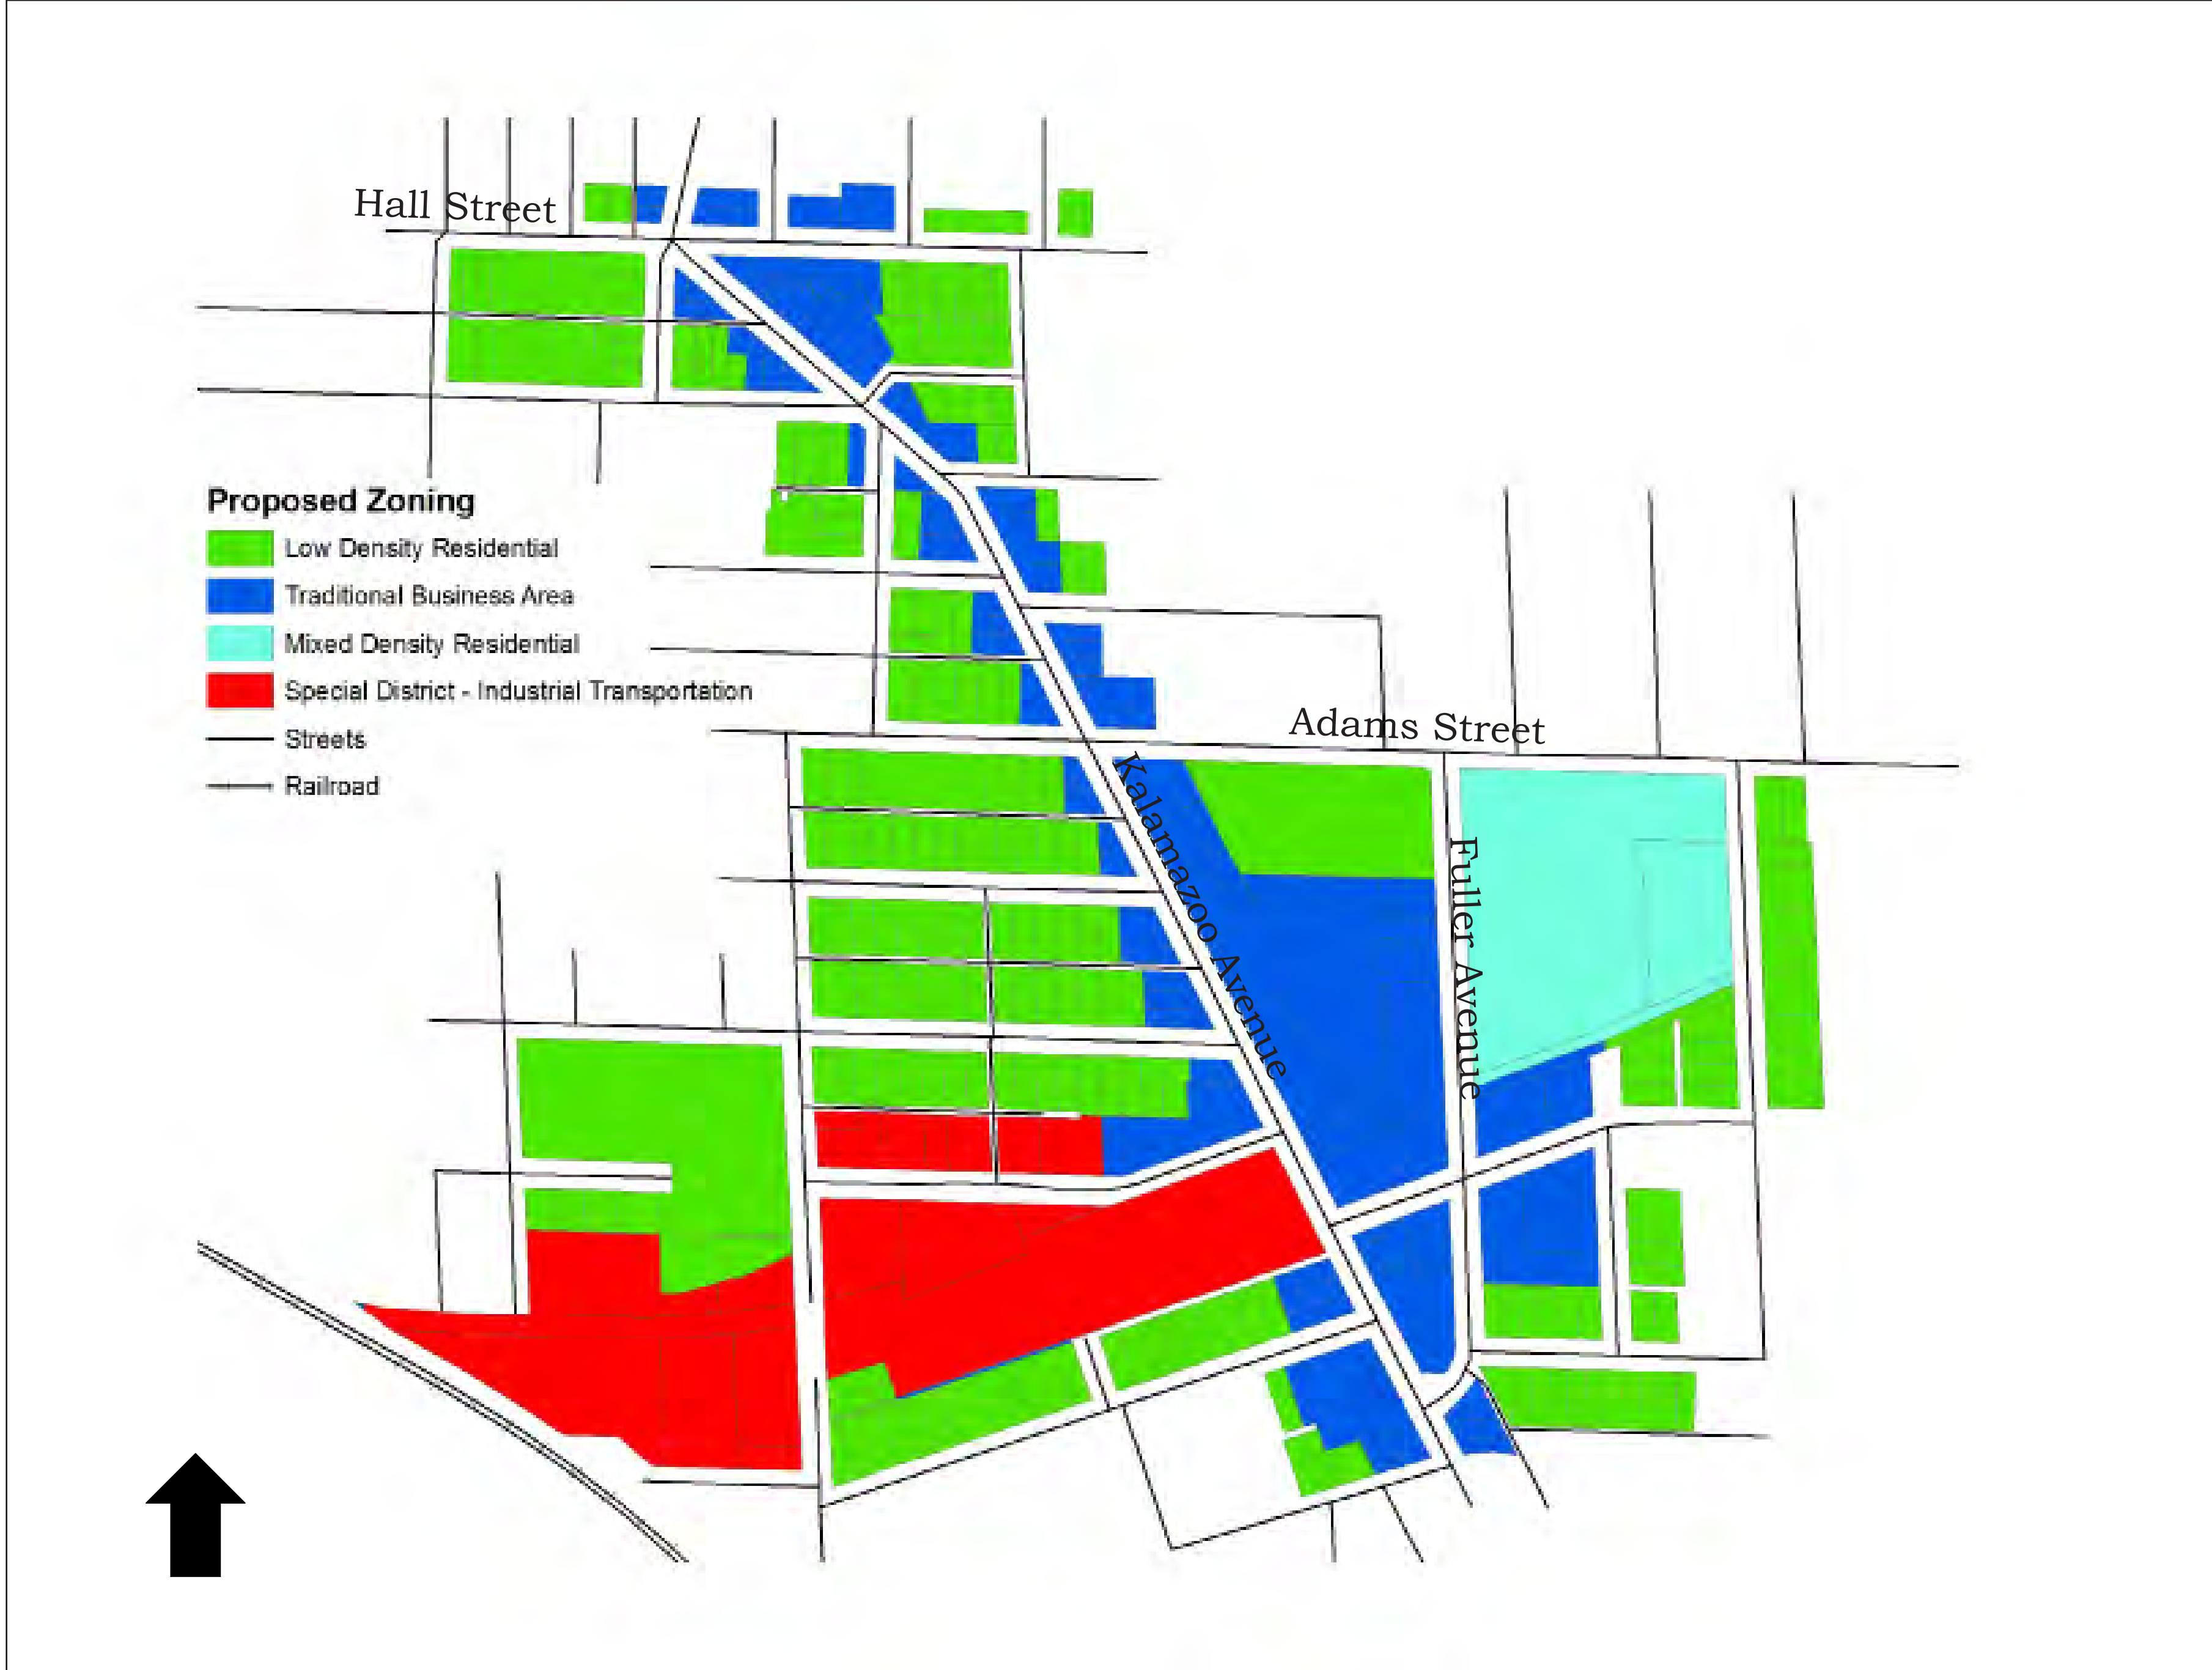 Hall Street
Proposed Zoning
Low Density Residential
Traditional Business Area
Mixed Density Residential
Special District - Industrial Transportation
Streets
Railroad
Adams Street
Kalamazoo Avenue
Fuller Avenue